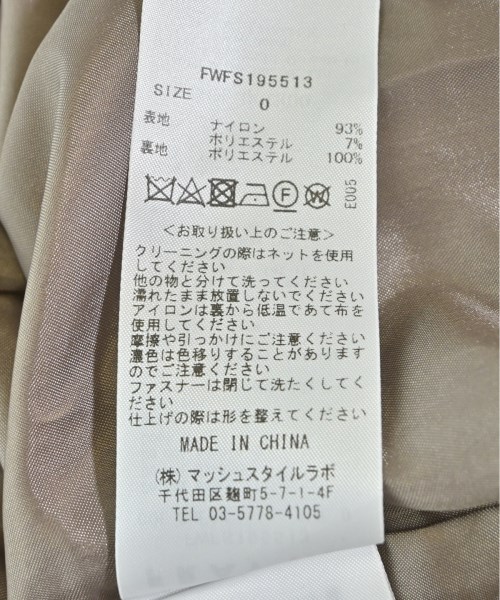 FWFS195513
SIZE
0
表地 ナイロン 93%
ポリエステル 7%
裏地 ポリエステル 100%
F W E005
＜お取り扱い上のご注意＞
クリーニングの際はネットを使用
してください
他の物と分けて洗ってください
濡れたまま放置しないでください
アイロンは裏から低温であて布を
使用してください
摩擦や引っかけにご注意ください
濃色は色移りすることがあります
のでご注意ください
ファスナーは閉じて洗たくしてく
ださい
仕上げの際は形を整えてください
MADE IN CHINA
(株) マッシュスタイルラボ
千代田区麹町5-7-1-4F
TEL 03-5778-4105